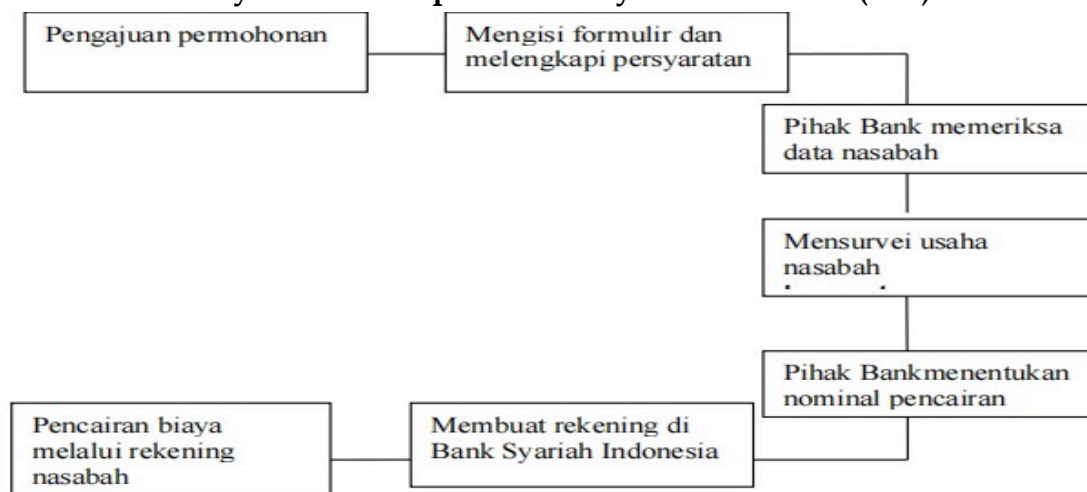 Pengajuan permohonan
Mengisi formulir dan
melengkapi persyaratan
Pihak Bank memeriksa
data nasabah
Mensurvei usaha
nasabah
Pihak Bankmenentukan
nominal pencairan
Membuat rekening di
Bank Syariah Indonesia
Pencairan biaya
melalui rekening
nasabah